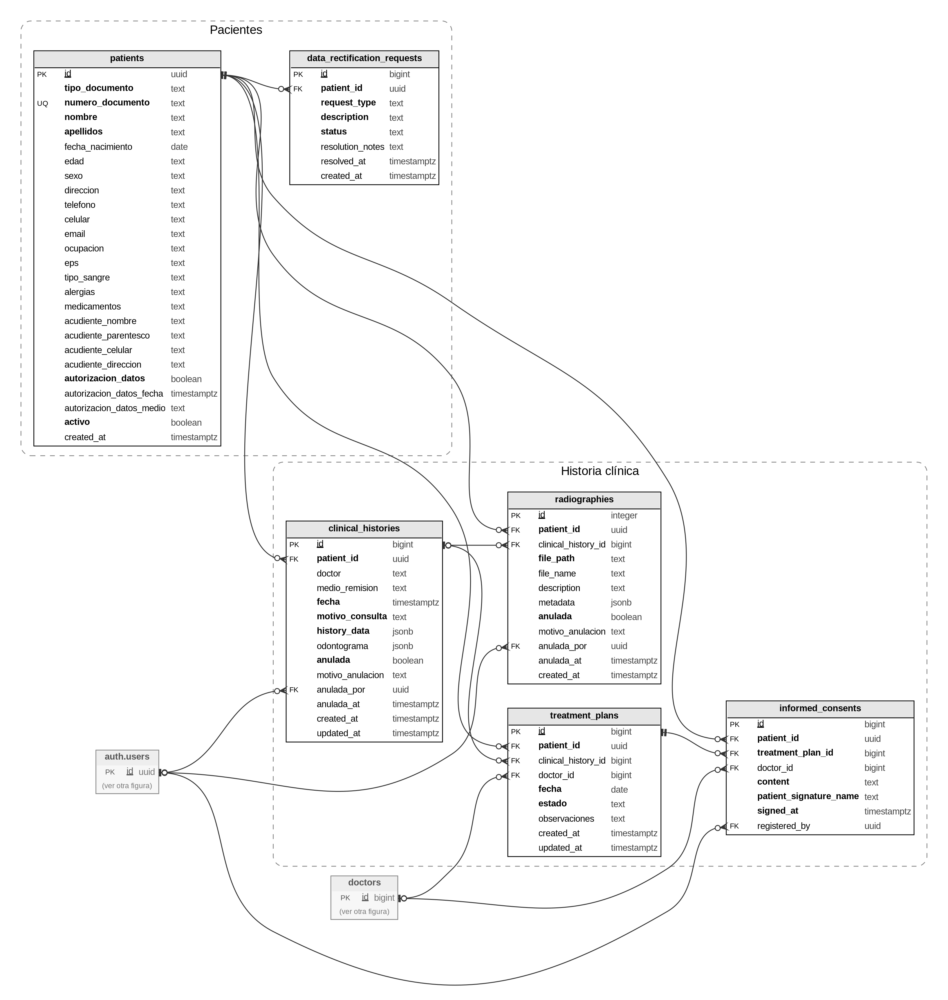 Pacientes
patients
PK id uuid
tipo_documento text
UQ numero_documento text
nombre text
apellidos text
fecha_nacimiento date
edad text
sexo text
direccion text
telefono text
celular text
email text
ocupacion text
eps text
tipo_sangre text
alergias text
medicamentos text
acudiente_nombre text
acudiente_parentesco text
acudiente_celular text
acudiente_direccion text
autorizacion_datos boolean
autorizacion_datos_fecha timestamptz
autorizacion_datos_medio text
activo boolean
created_at timestamptz
data_rectification_requests
PK id bigint
FK patient_id uuid
request_type text
description text
status text
resolution_notes text
resolved_at timestamptz
created_at timestamptz
Historia clínica
clinical_histories
PK id bigint
FK patient_id uuid
doctor text
medio_remision text
fecha timestamptz
motivo_consulta text
history_data jsonb
odontograma jsonb
anulada boolean
motivo_anulacion text
FK anulada_por uuid
anulada_at timestamptz
created_at timestamptz
updated_at timestamptz
radiographies
PK id integer
FK patient_id uuid
FK clinical_history_id bigint
file_path text
file_name text
description text
metadata jsonb
anulada boolean
motivo_anulacion text
FK anulada_por uuid
anulada_at timestamptz
created_at timestamptz
treatment_plans
PK id bigint
FK patient_id uuid
FK clinical_history_id bigint
FK doctor_id bigint
fecha date
estado text
observaciones text
created_at timestamptz
updated_at timestamptz
informed_consents
PK id bigint
FK patient_id uuid
FK treatment_plan_id bigint
FK doctor_id bigint
content text
patient_signature_name text
signed_at timestamptz
FK registered_by uuid
auth.users
PK id uuid
(ver otra figura)
doctors
PK id bigint
(ver otra figura)